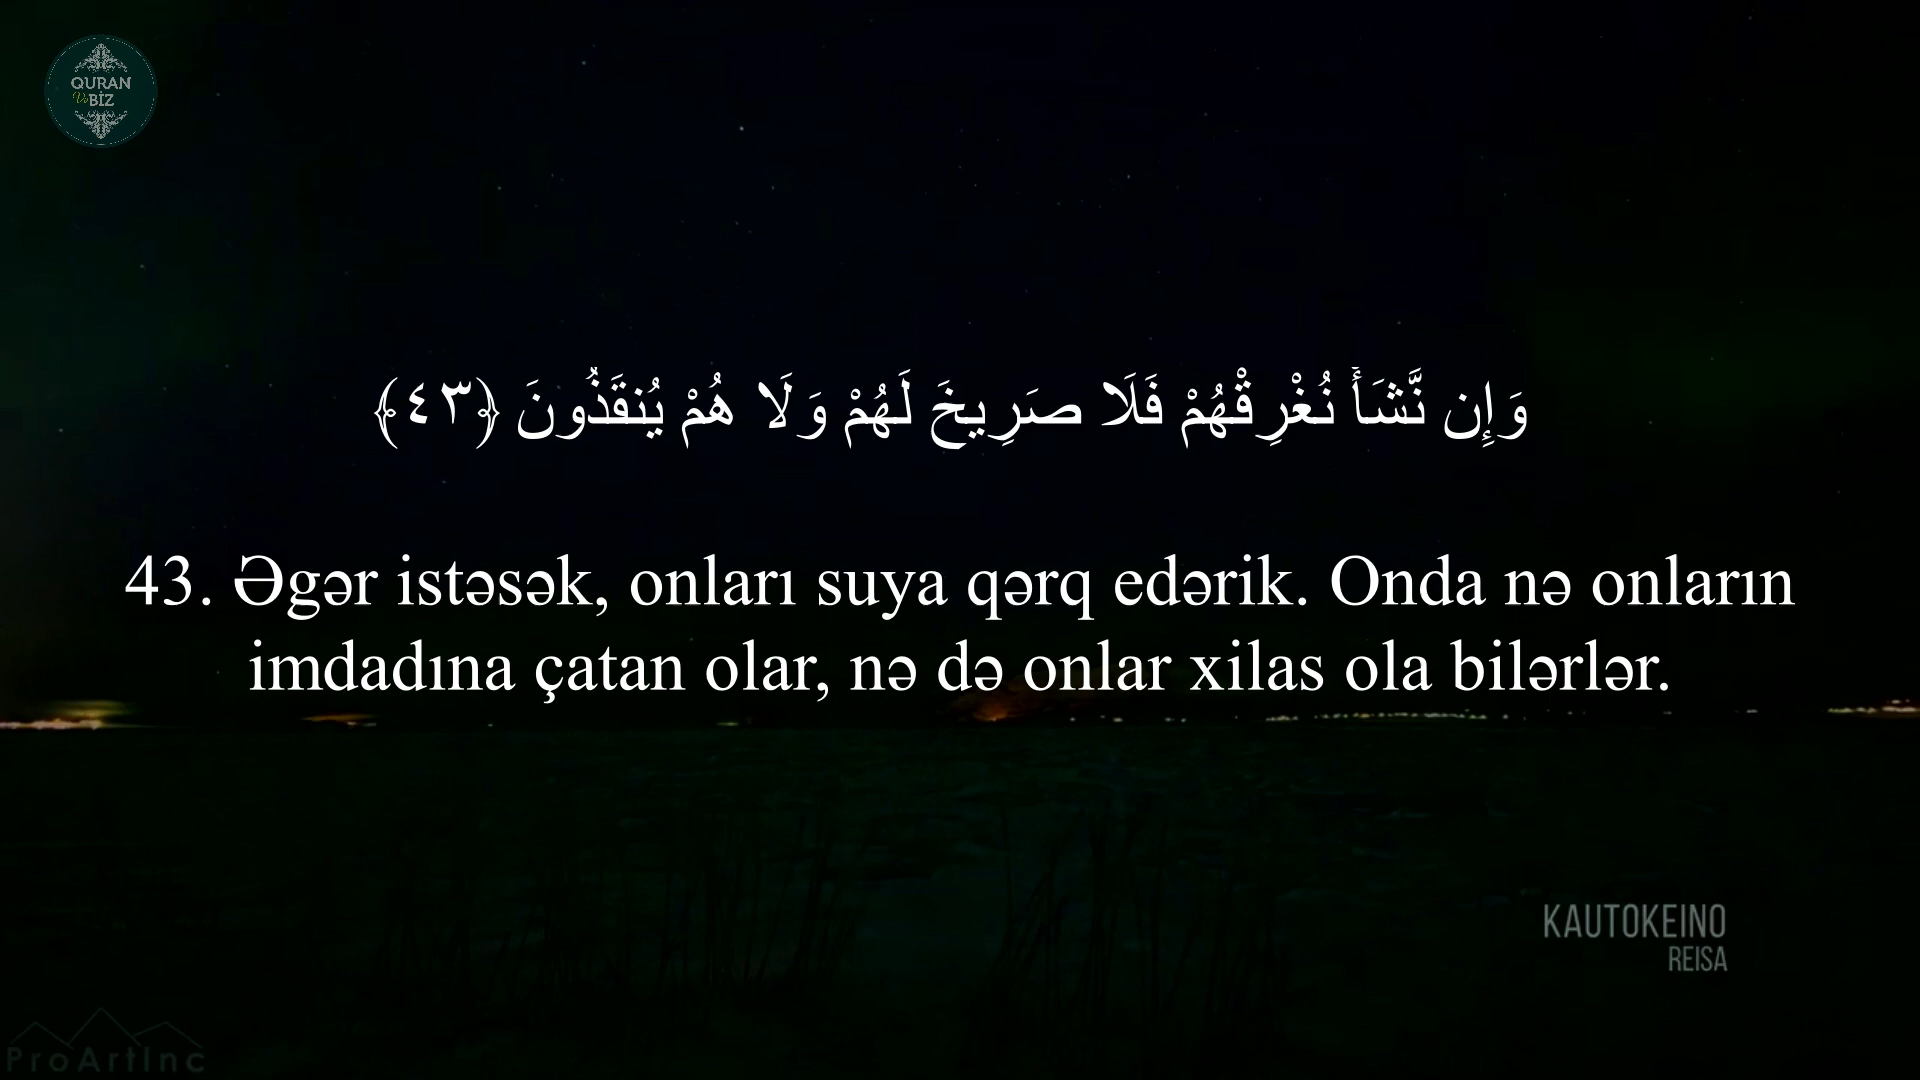 QURAN
Və
BİZ
وَإِن نَّشَأْ نُغْرِقْهُمْ فَلَا صَرِيخَ لَهُمْ وَلَا هُمْ يُنقَذُونَ ﴿٤٣﴾
43. Əgər istəsək, onları suya qərq edərik. Onda nə onların
imdadına çatan olar, nə də onlar xilas ola bilərlər.
KAUTOKEINO
REISA
ProArtInc